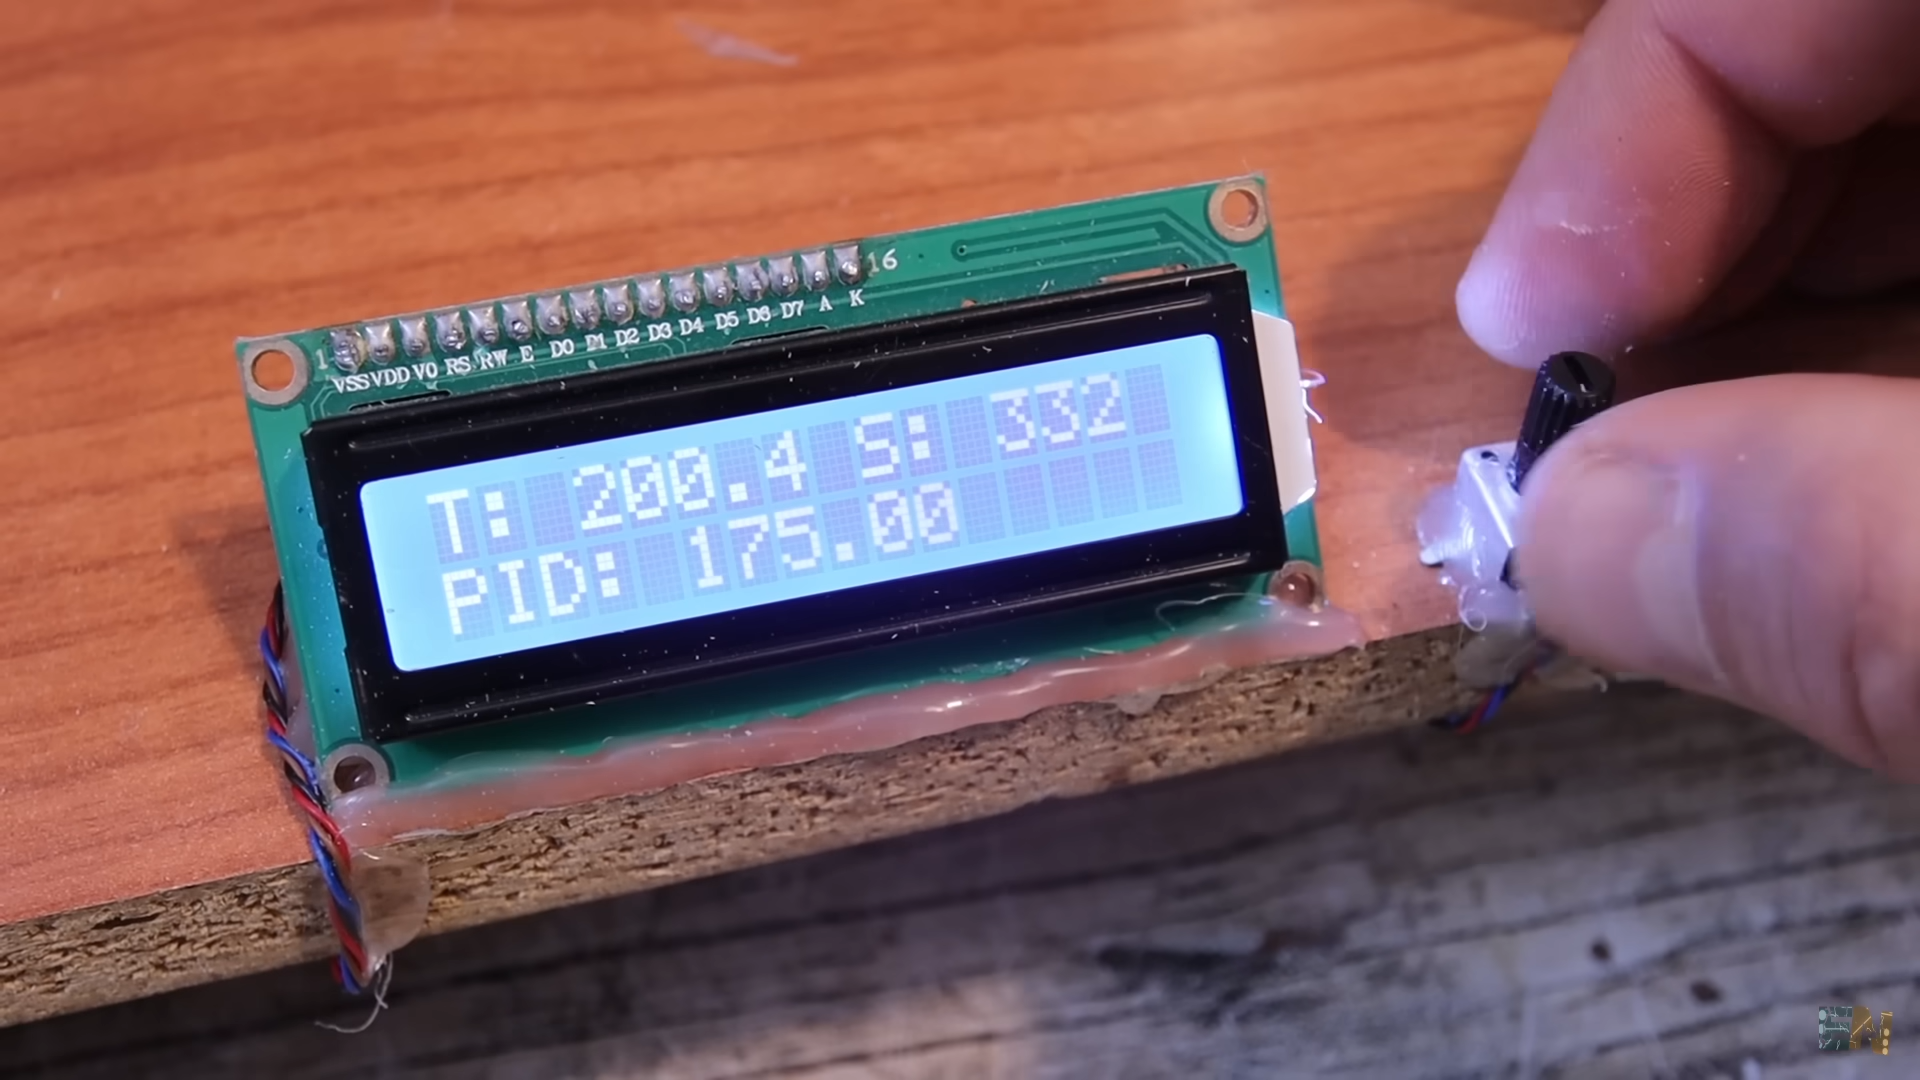 16
1
VSS VDD V0 RS RW E D0 D1 D2 D3 D4 D5 D6 D7 A K
T: 200.4 S: 332
PID: 175.00